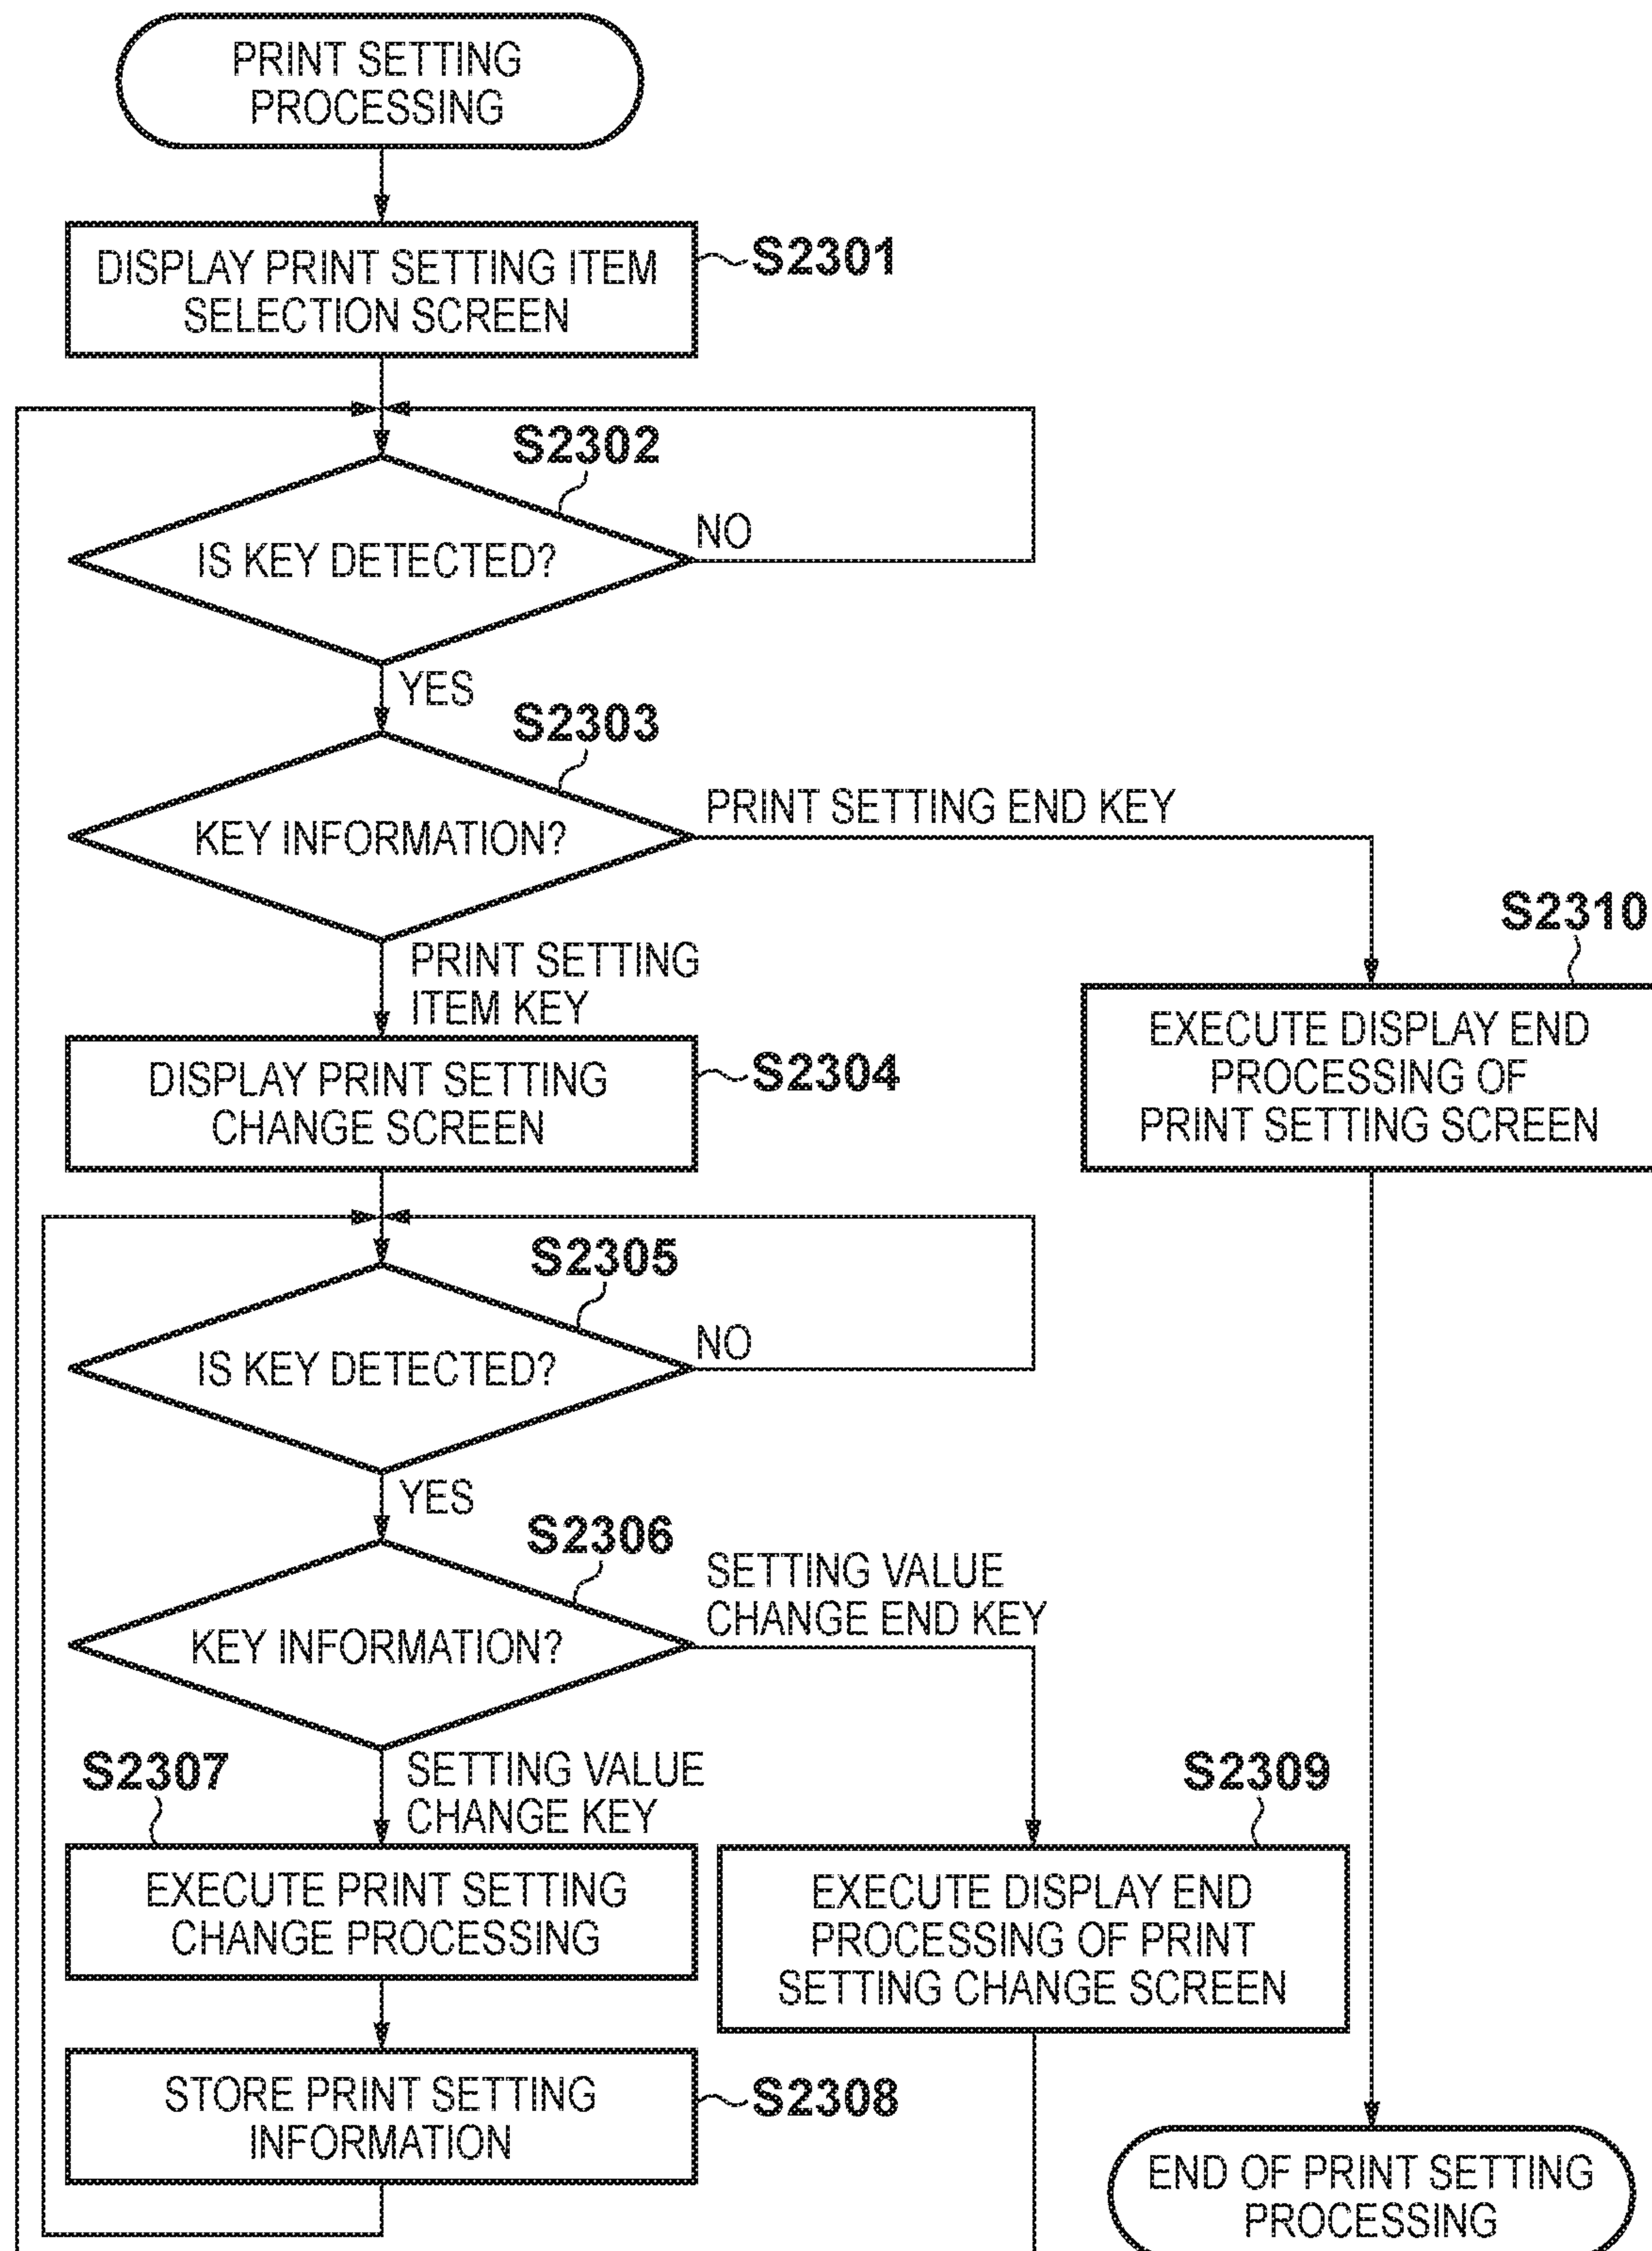 PRINT SETTING
PROCESSING
DISPLAY PRINT SETTING ITEM
SELECTION SCREEN
S2301
S2302
IS KEY DETECTED?
NO
YES
S2303
KEY INFORMATION?
PRINT SETTING END KEY
PRINT SETTING
ITEM KEY
S2310
EXECUTE DISPLAY END
PROCESSING OF
PRINT SETTING SCREEN
DISPLAY PRINT SETTING
CHANGE SCREEN
S2304
S2305
IS KEY DETECTED?
NO
YES
S2306
KEY INFORMATION?
SETTING VALUE
CHANGE END KEY
SETTING VALUE
CHANGE KEY
S2307
EXECUTE PRINT SETTING
CHANGE PROCESSING
S2309
EXECUTE DISPLAY END
PROCESSING OF PRINT
SETTING CHANGE SCREEN
STORE PRINT SETTING
INFORMATION
S2308
END OF PRINT SETTING
PROCESSING